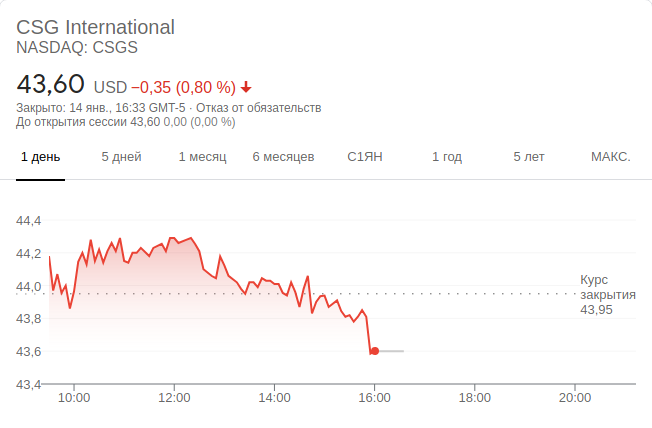 CSG International
NASDAQ: CSGS
43,60 USD −0,35 (0,80 %)
Закрыто: 14 янв., 16:33 GMT-5 · Отказ от обязательств
До открытия сессии 43,60 0,00 (0,00 %)
1 день 5 дней 1 месяц 6 месяцев С1ЯН 1 год 5 лет МАКС.
44,4
44,2
44,0
43,8
43,6
43,4
Курс
закрытия
43,95
10:00 12:00 14:00 16:00 18:00 20:00